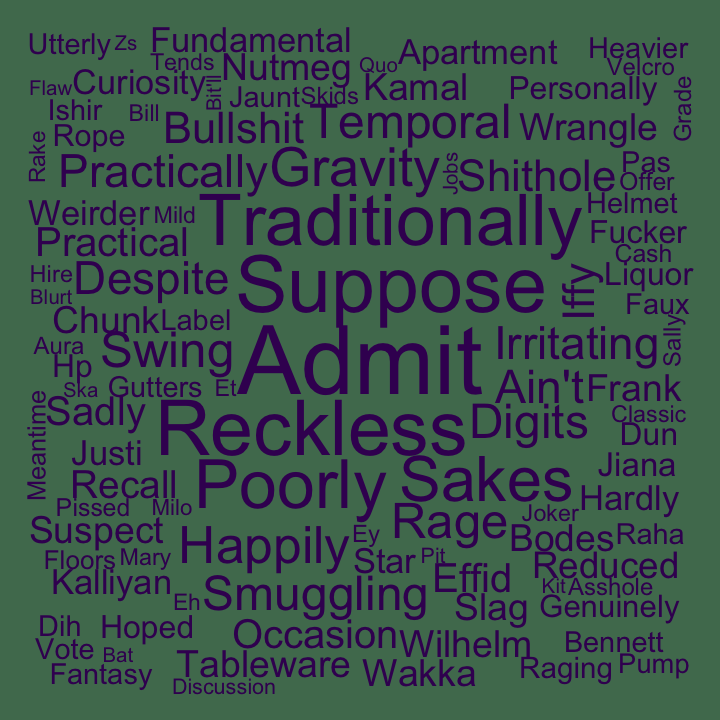 Utterly Zs Fundamental Apartment Heavier
Tends Nutmeg Quo Velcro
Flaw Curiosity Bit'll Jaunt Skids Kamal Personally Grade
Ishir Bill Bullshit Temporal Wrangle
Rake Rope
Practically Gravity Jobs Shithole Pas
Offer
Weirder Mild Traditionally Helmet
Practical Fucker
Cash
Hire Despite Suppose Iffy Liquor
Blurt Faux
Chunk Label Sally
Aura Swing Admit Irritating
Hp
Ska Gutters Et Ain't Frank
Meantime Sadly Reckless Digits Classic
Dun
Justi Jiana
Recall Poorly Sakes Hardly
Pissed Milo Joker
Suspect Happily Ey Rage Bodes Raha
Floors Mary Star Pit Reduced
Kalliyan Effid Kit Asshole
Eh Smuggling Slag Genuinely
Dih Hoped Occasion Wilhelm Bennett
Vote Bat
Fantasy Tableware Wakka Raging Pump
Discussion